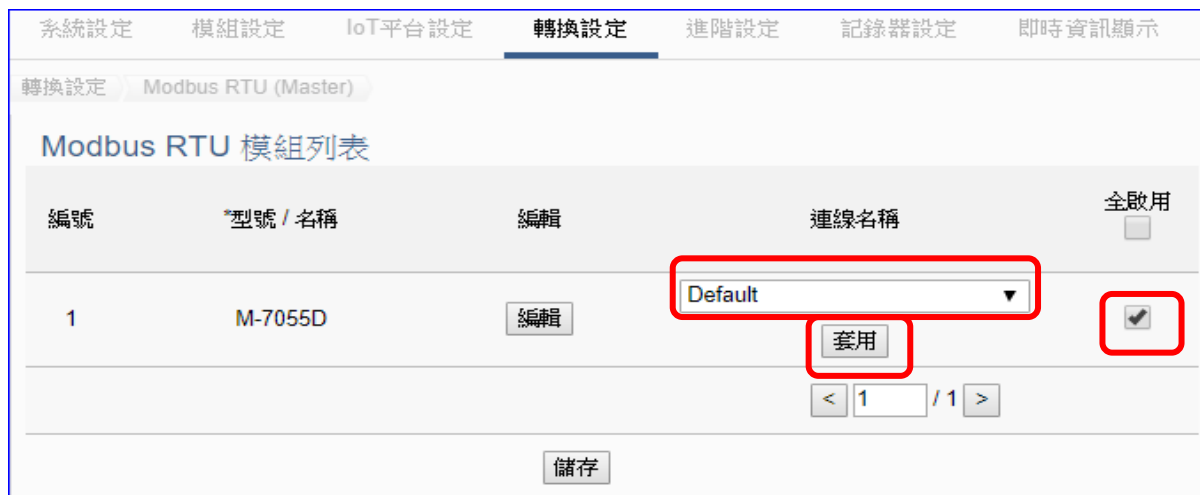 系統設定 模組設定 IoT平台設定 轉換設定 進階設定 記錄器設定 即時資訊顯示
轉換設定 Modbus RTU (Master)
Modbus RTU 模組列表
編號 *型號 / 名稱 編輯 連線名稱 全啟用
1 M-7055D 編輯 Default ▼
套用
< 1 / 1 >
儲存